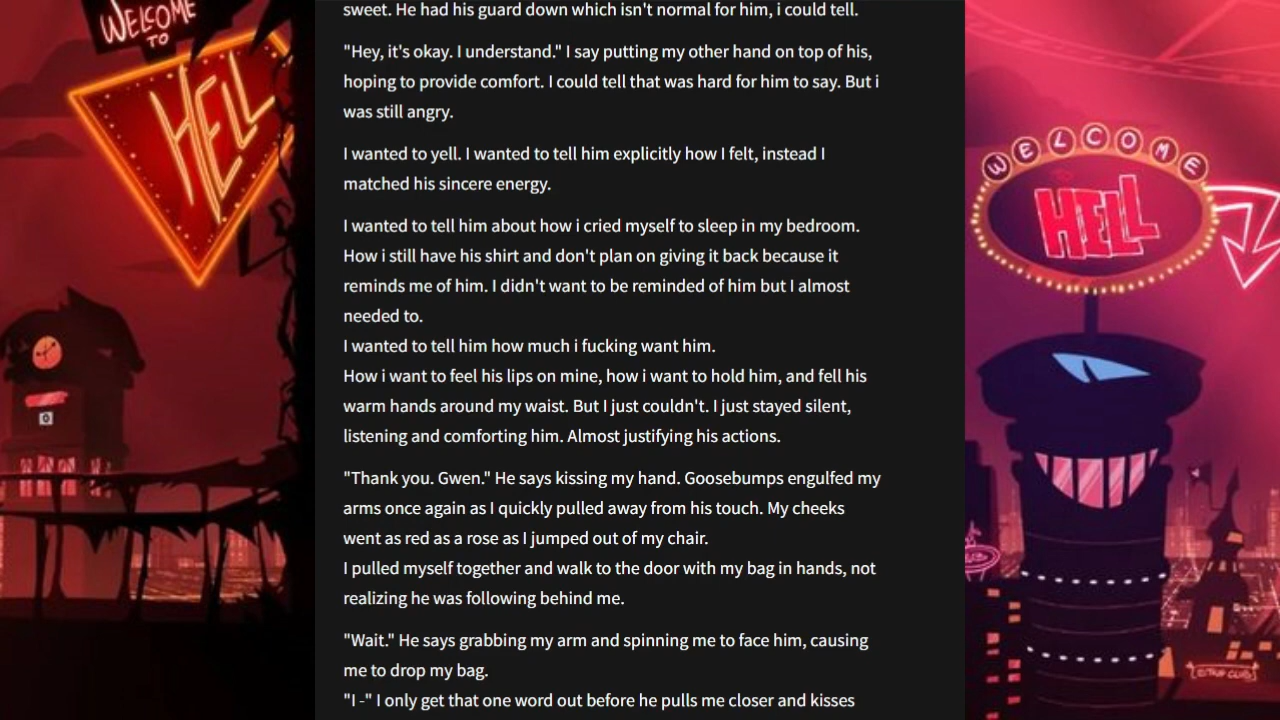 WELCOME
TO
HELL
sweet. He had his guard down which isn't normal for him, i could tell.
"Hey, it's okay. I understand." I say putting my other hand on top of his,
hoping to provide comfort. I could tell that was hard for him to say. But i
was still angry.
I wanted to yell. I wanted to tell him explicitly how I felt, instead I
matched his sincere energy.
I wanted to tell him about how i cried myself to sleep in my bedroom.
How i still have his shirt and don't plan on giving it back because it
reminds me of him. I didn't want to be reminded of him but I almost
needed to.
I wanted to tell him how much i fucking want him.
How i want to feel his lips on mine, how i want to hold him, and fell his
warm hands around my waist. But I just couldn't. I just stayed silent,
listening and comforting him. Almost justifying his actions.
"Thank you. Gwen." He says kissing my hand. Goosebumps engulfed my
arms once again as I quickly pulled away from his touch. My cheeks
went as red as a rose as I jumped out of my chair.
I pulled myself together and walk to the door with my bag in hands, not
realizing he was following behind me.
"Wait." He says grabbing my arm and spinning me to face him, causing
me to drop my bag.
"I -" I only get that one word out before he pulls me closer and kisses
WELCOME
TO
HELL